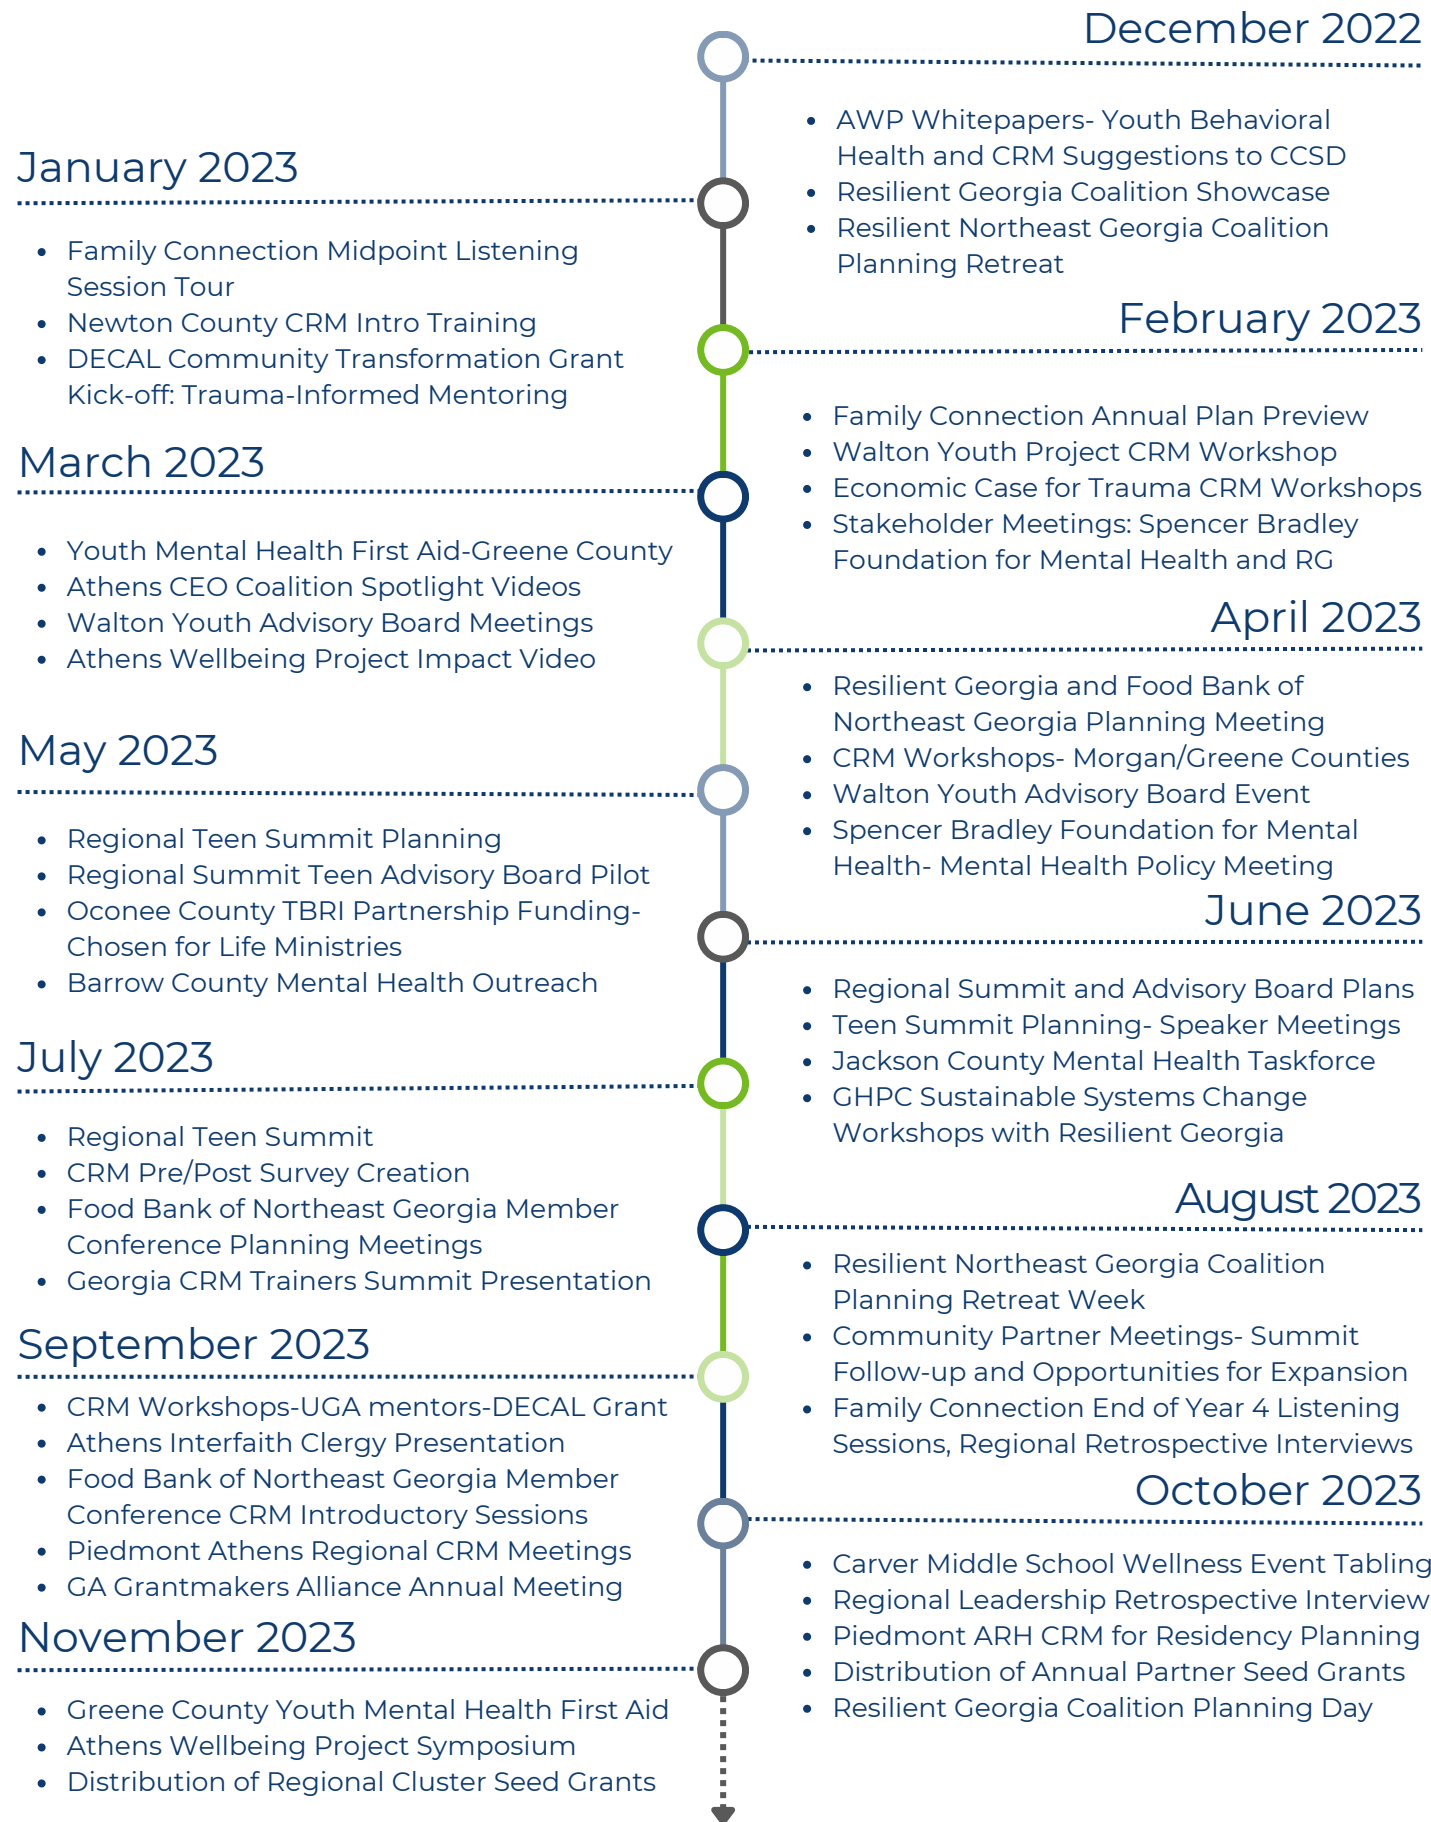 December 2022
AWP Whitepapers- Youth Behavioral
Health and CRM Suggestions to CCSD
Resilient Georgia Coalition Showcase
Resilient Northeast Georgia Coalition
Planning Retreat
January 2023
Family Connection Midpoint Listening
Session Tour
Newton County CRM Intro Training
DECAL Community Transformation Grant
Kick-off: Trauma-Informed Mentoring
February 2023
Family Connection Annual Plan Preview
Walton Youth Project CRM Workshop
Economic Case for Trauma CRM Workshops
Stakeholder Meetings: Spencer Bradley
Foundation for Mental Health and RG
March 2023
Youth Mental Health First Aid-Greene County
Athens CEO Coalition Spotlight Videos
Walton Youth Advisory Board Meetings
Athens Wellbeing Project Impact Video
April 2023
Resilient Georgia and Food Bank of
Northeast Georgia Planning Meeting
CRM Workshops- Morgan/Greene Counties
Walton Youth Advisory Board Event
Spencer Bradley Foundation for Mental
Health- Mental Health Policy Meeting
May 2023
Regional Teen Summit Planning
Regional Summit Teen Advisory Board Pilot
Oconee County TBRI Partnership Funding-
Chosen for Life Ministries
Barrow County Mental Health Outreach
June 2023
Regional Summit and Advisory Board Plans
Teen Summit Planning- Speaker Meetings
Jackson County Mental Health Taskforce
GHPC Sustainable Systems Change
Workshops with Resilient Georgia
July 2023
Regional Teen Summit
CRM Pre/Post Survey Creation
Food Bank of Northeast Georgia Member
Conference Planning Meetings
Georgia CRM Trainers Summit Presentation
August 2023
Resilient Northeast Georgia Coalition
Planning Retreat Week
Community Partner Meetings- Summit
Follow-up and Opportunities for Expansion
Family Connection End of Year 4 Listening
Sessions, Regional Retrospective Interviews
September 2023
CRM Workshops-UGA mentors-DECAL Grant
Athens Interfaith Clergy Presentation
Food Bank of Northeast Georgia Member
Conference CRM Introductory Sessions
Piedmont Athens Regional CRM Meetings
GA Grantmakers Alliance Annual Meeting
October 2023
Carver Middle School Wellness Event Tabling
Regional Leadership Retrospective Interview
Piedmont ARH CRM for Residency Planning
Distribution of Annual Partner Seed Grants
Resilient Georgia Coalition Planning Day
November 2023
Greene County Youth Mental Health First Aid
Athens Wellbeing Project Symposium
Distribution of Regional Cluster Seed Grants